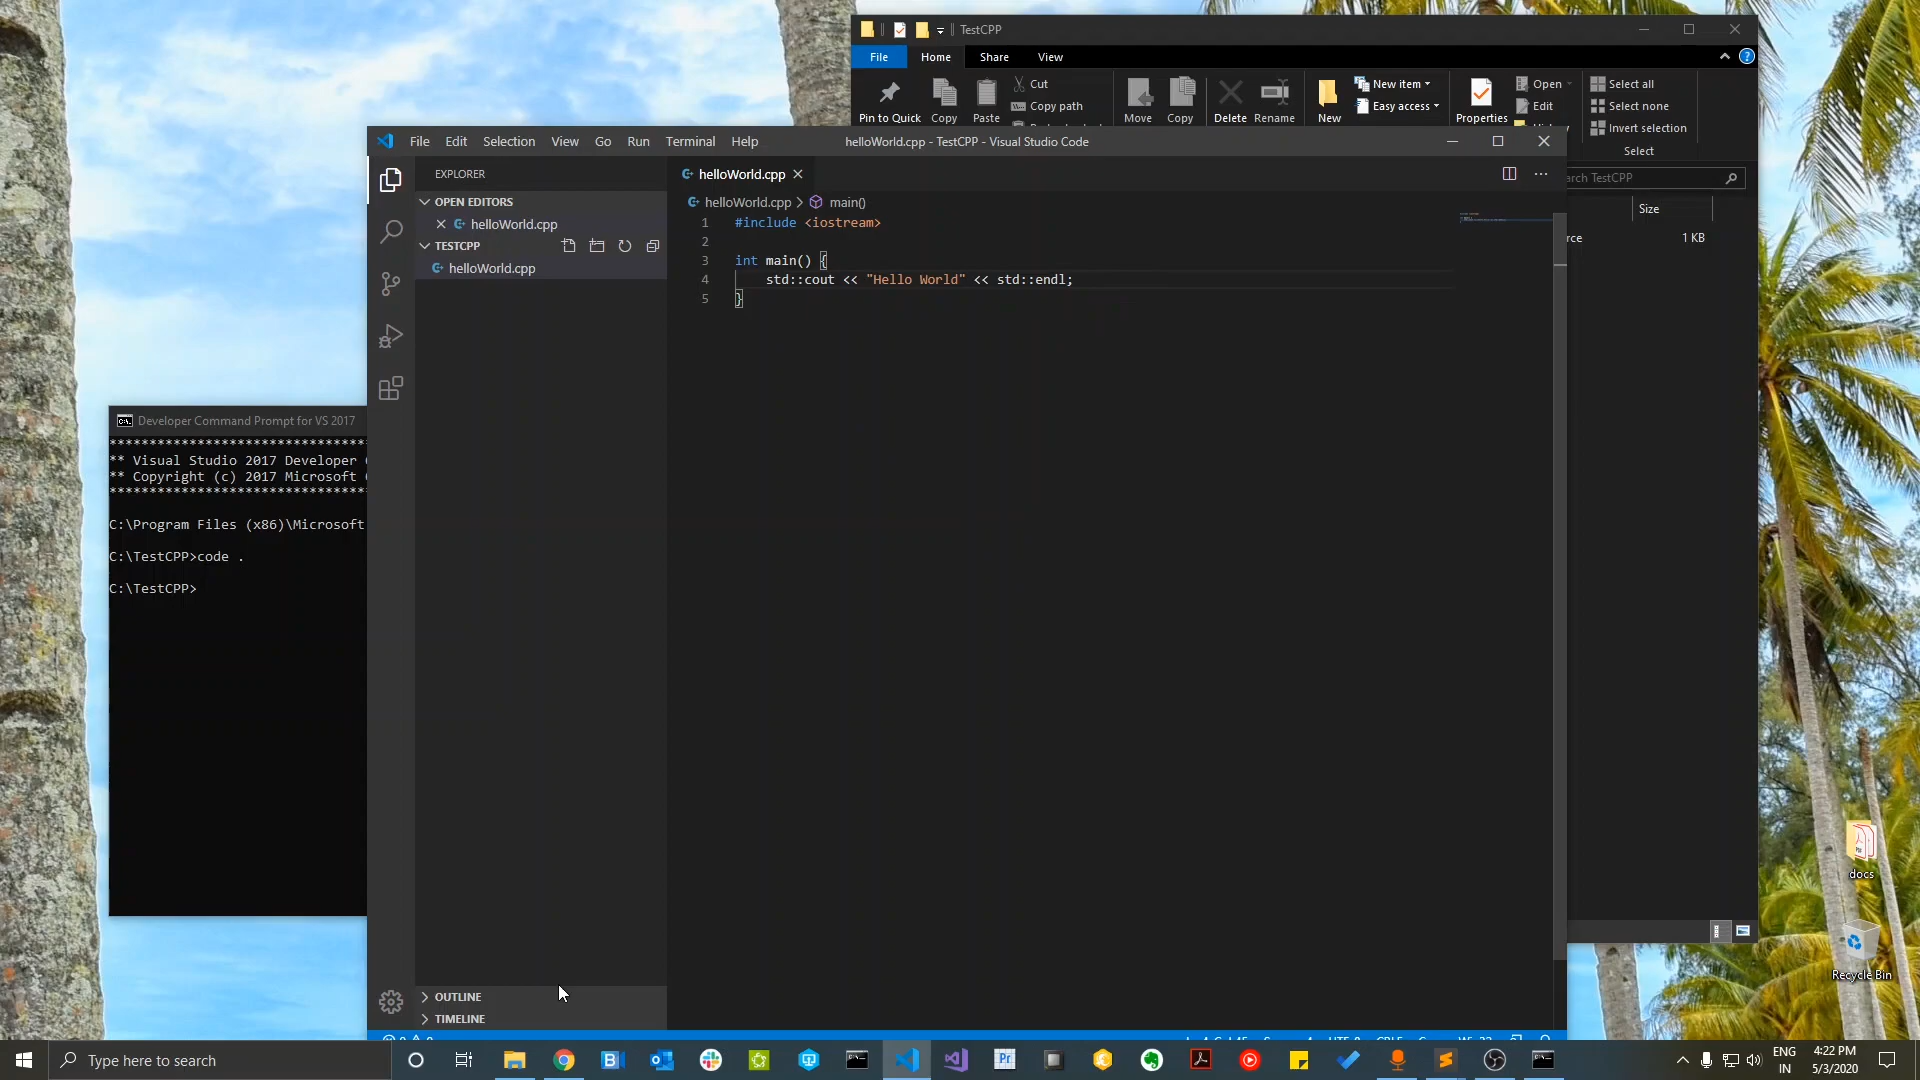 TestCPP
File Home Share View
Cut
Copy path
New item
Easy access
Open
Edit
Select all
Select none
Invert selection
Pin to Quick Copy Paste Move Copy Delete Rename New Properties
Select
TestCPP
Size
1 KB
File Edit Selection View Go Run Terminal Help
helloWorld.cpp - TestCPP - Visual Studio Code
EXPLORER
OPEN EDITORS
helloWorld.cpp
TESTCPP
helloWorld.cpp
OUTLINE
TIMELINE
helloWorld.cpp
helloWorld.cpp > main()
1 #include <iostream>
2
3 int main() {
4 std::cout << "Hello World" << std::endl;
5 }
Developer Command Prompt for VS 2017
***********************************
** Visual Studio 2017 Developer
** Copyright (c) 2017 Microsoft
***********************************
C:\Program Files (x86)\Microsoft
C:\TestCPP>code .
C:\TestCPP>
docs
Recycle Bin
Type here to search
ENG
IN
4:22 PM
5/3/2020